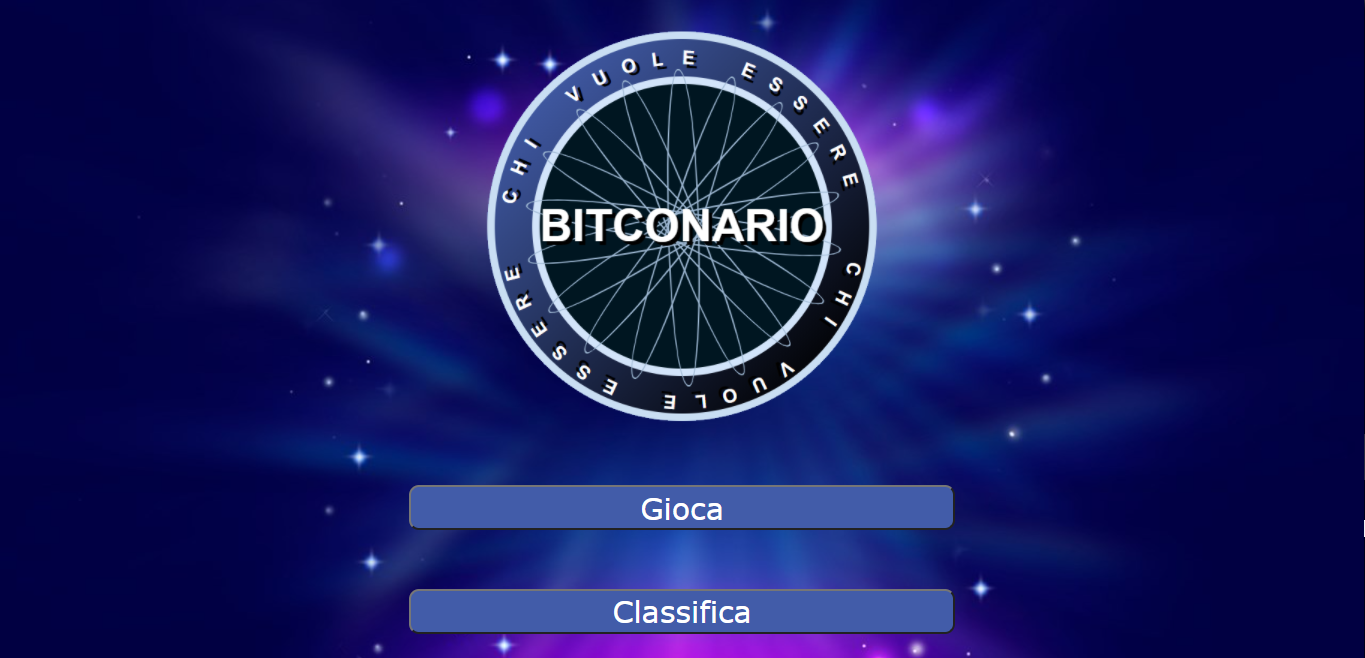 CHI VUOLE ESSERE
BITCONARIO
CHI VUOLE ESSERE
Gioca
Classifica